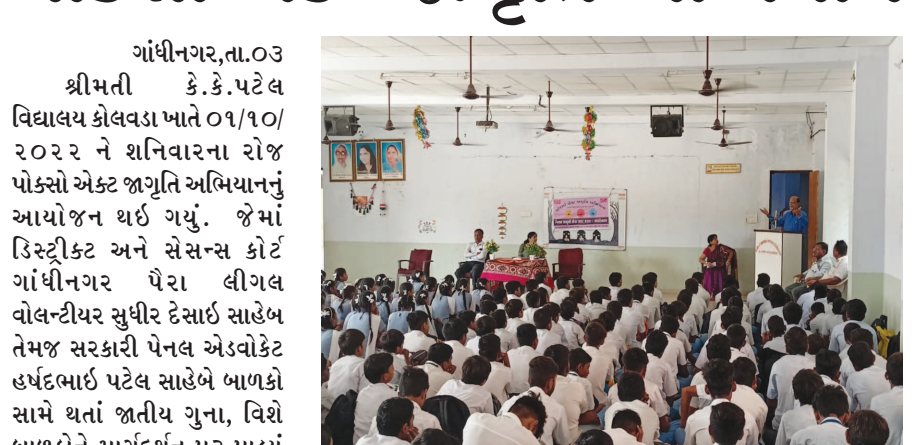 ગાંધીનગર,તા.૦૩
શ્રીમતી કે.કે.પટેલ
વિદ્યાલય કોલવડા ખાતે ૦૧/૧૦/
૨૦૨૨ ને શનિવારના રોજ
પોક્સો એક્ટ જાગૃતિ અભિયાનનું
આયોજન થઇ ગયું. જેમાં
ડિસ્ટ્રીક્ટ અને સેસન્સ કોર્ટ
ગાંધીનગર પૈરા લીગલ
વોલન્ટીયર સુધીર દેસાઇ સાહેબ
તેમજ સરકારી પેનલ એડવોકેટ
હર્ષદભાઇ પટેલ સાહેબે બાળકો
સામે થતાં જાતીય ગુના, વિશે